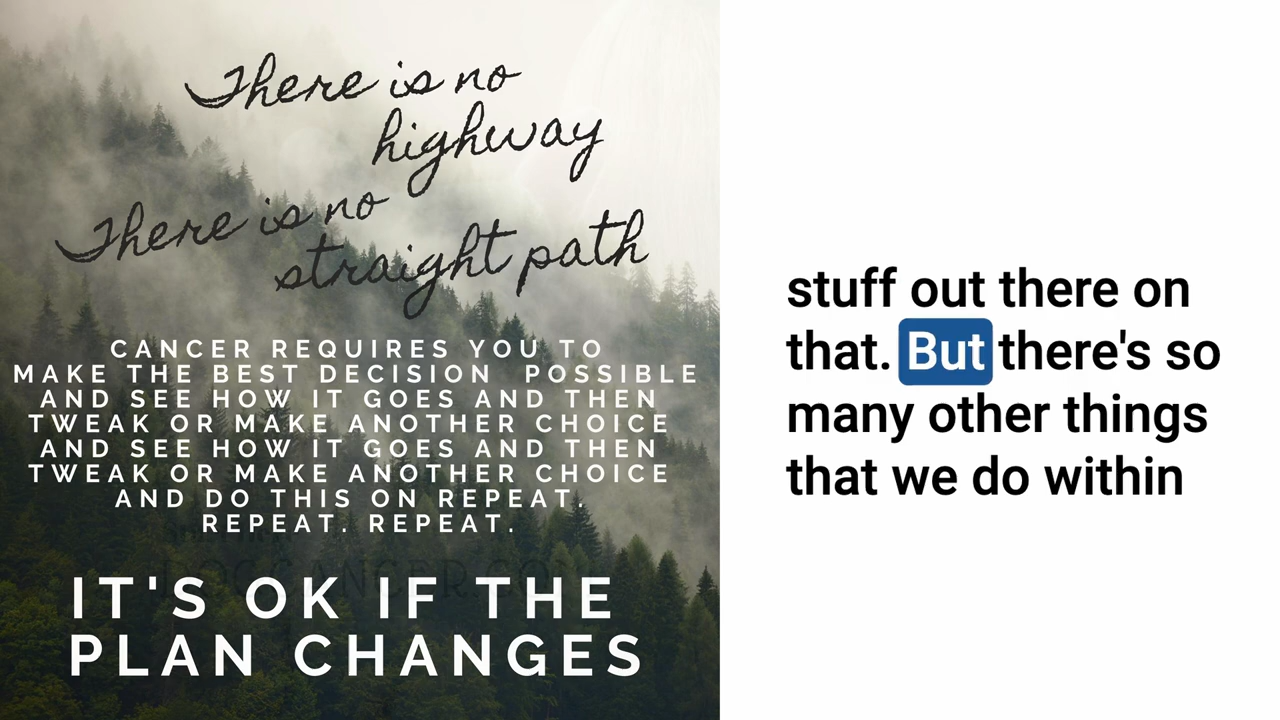 There is no
highway
There is no
straight path
CANCER REQUIRES YOU TO
MAKE THE BEST DECISION POSSIBLE
AND SEE HOW IT GOES AND THEN
TWEAK OR MAKE ANOTHER CHOICE
AND SEE HOW IT GOES AND THEN
TWEAK OR MAKE ANOTHER CHOICE
AND DO THIS ON REPEAT.
REPEAT. REPEAT.
DOGCANCER.COM
IT'S OK IF THE
PLAN CHANGES
stuff out there on
that. But there's so
many other things
that we do within